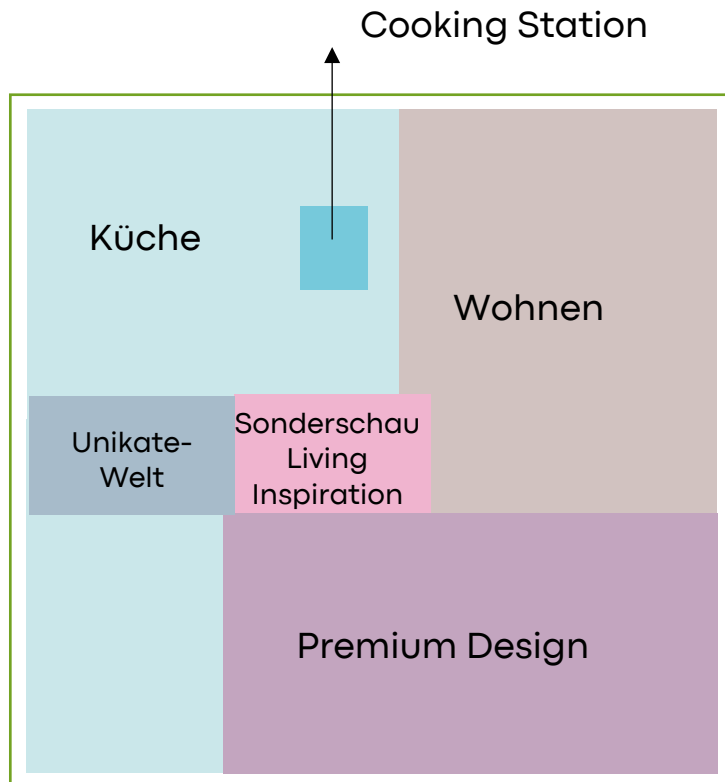 Cooking Station
Küche
Wohnen
Unikate-
Welt
Sonderschau
Living
Inspiration
Premium Design